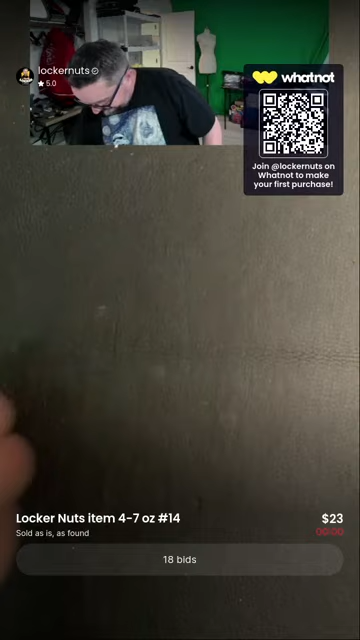 lockernuts
★ 5.0
whatnot
Join @lockernuts on
Whatnot to make
your first purchase!
Locker Nuts item 4-7 oz #14
$23
Sold as is, as found
00:00
18 bids